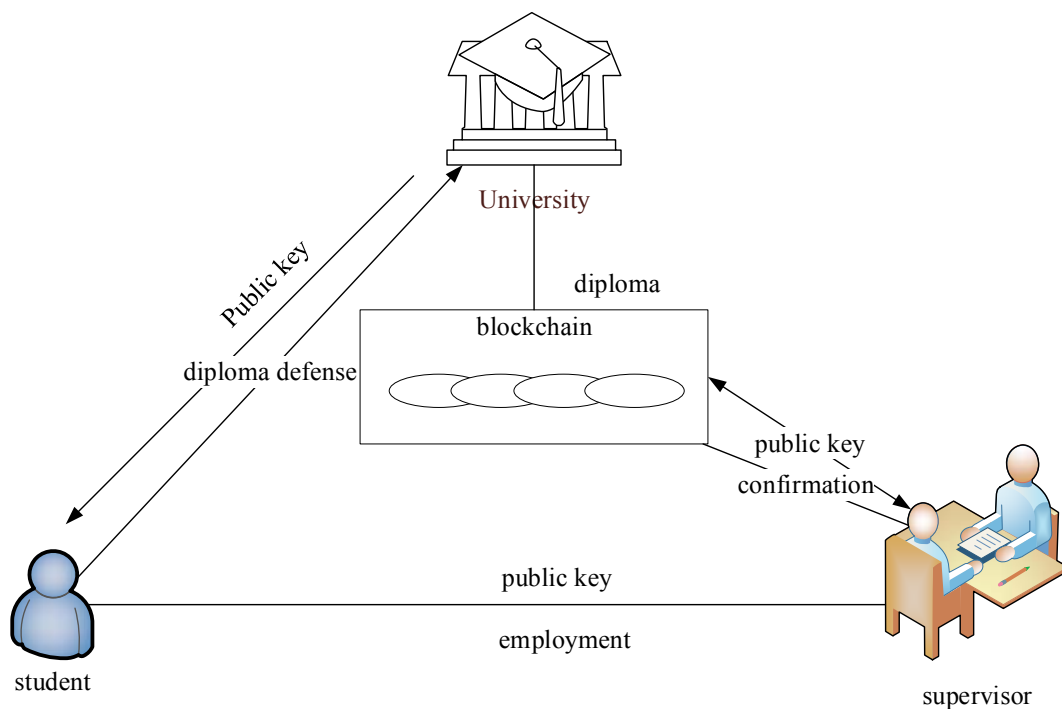 University
Public key
diploma
blockchain
diploma defense
public key
confirmation
public key
employment
student
supervisor